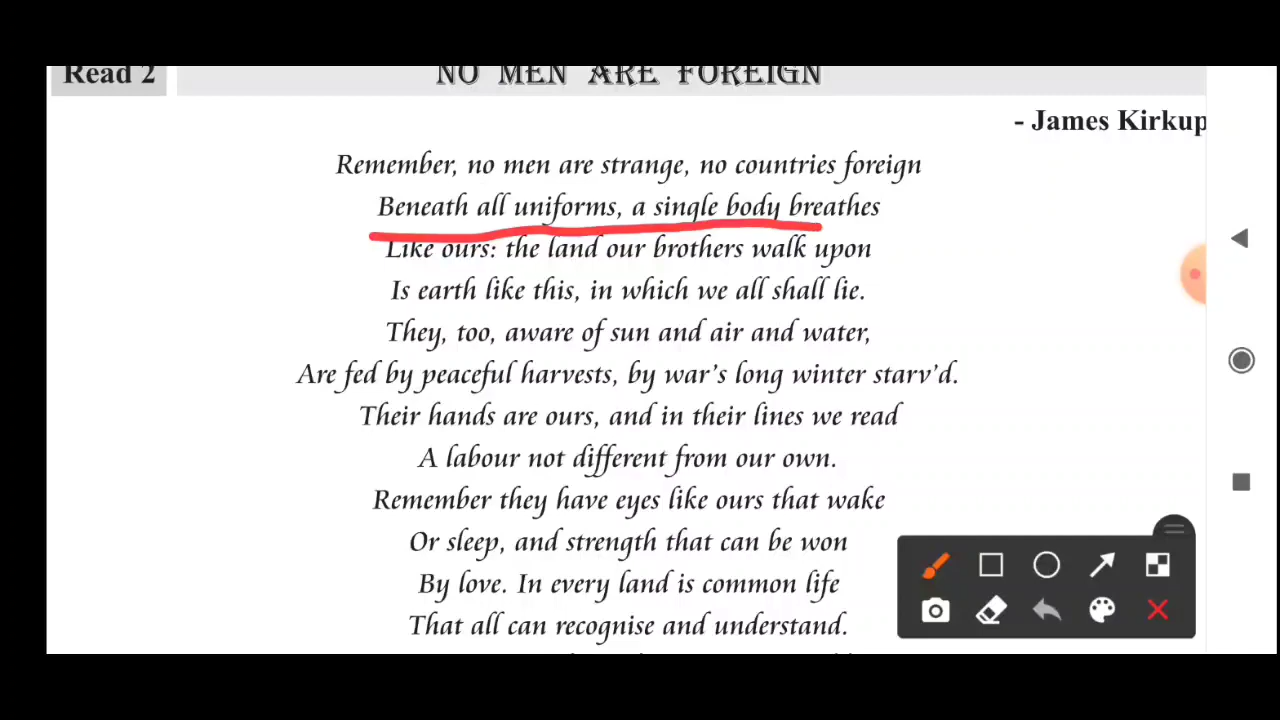 Read 2
NO MEN ARE FOREIGN
- James Kirkup
Remember, no men are strange, no countries foreign
Beneath all uniforms, a single body breathes
Like ours: the land our brothers walk upon
Is earth like this, in which we all shall lie.
They, too, aware of sun and air and water,
Are fed by peaceful harvests, by war's long winter starv'd.
Their hands are ours, and in their lines we read
A labour not different from our own.
Remember they have eyes like ours that wake
Or sleep, and strength that can be won
By love. In every land is common life
That all can recognise and understand.